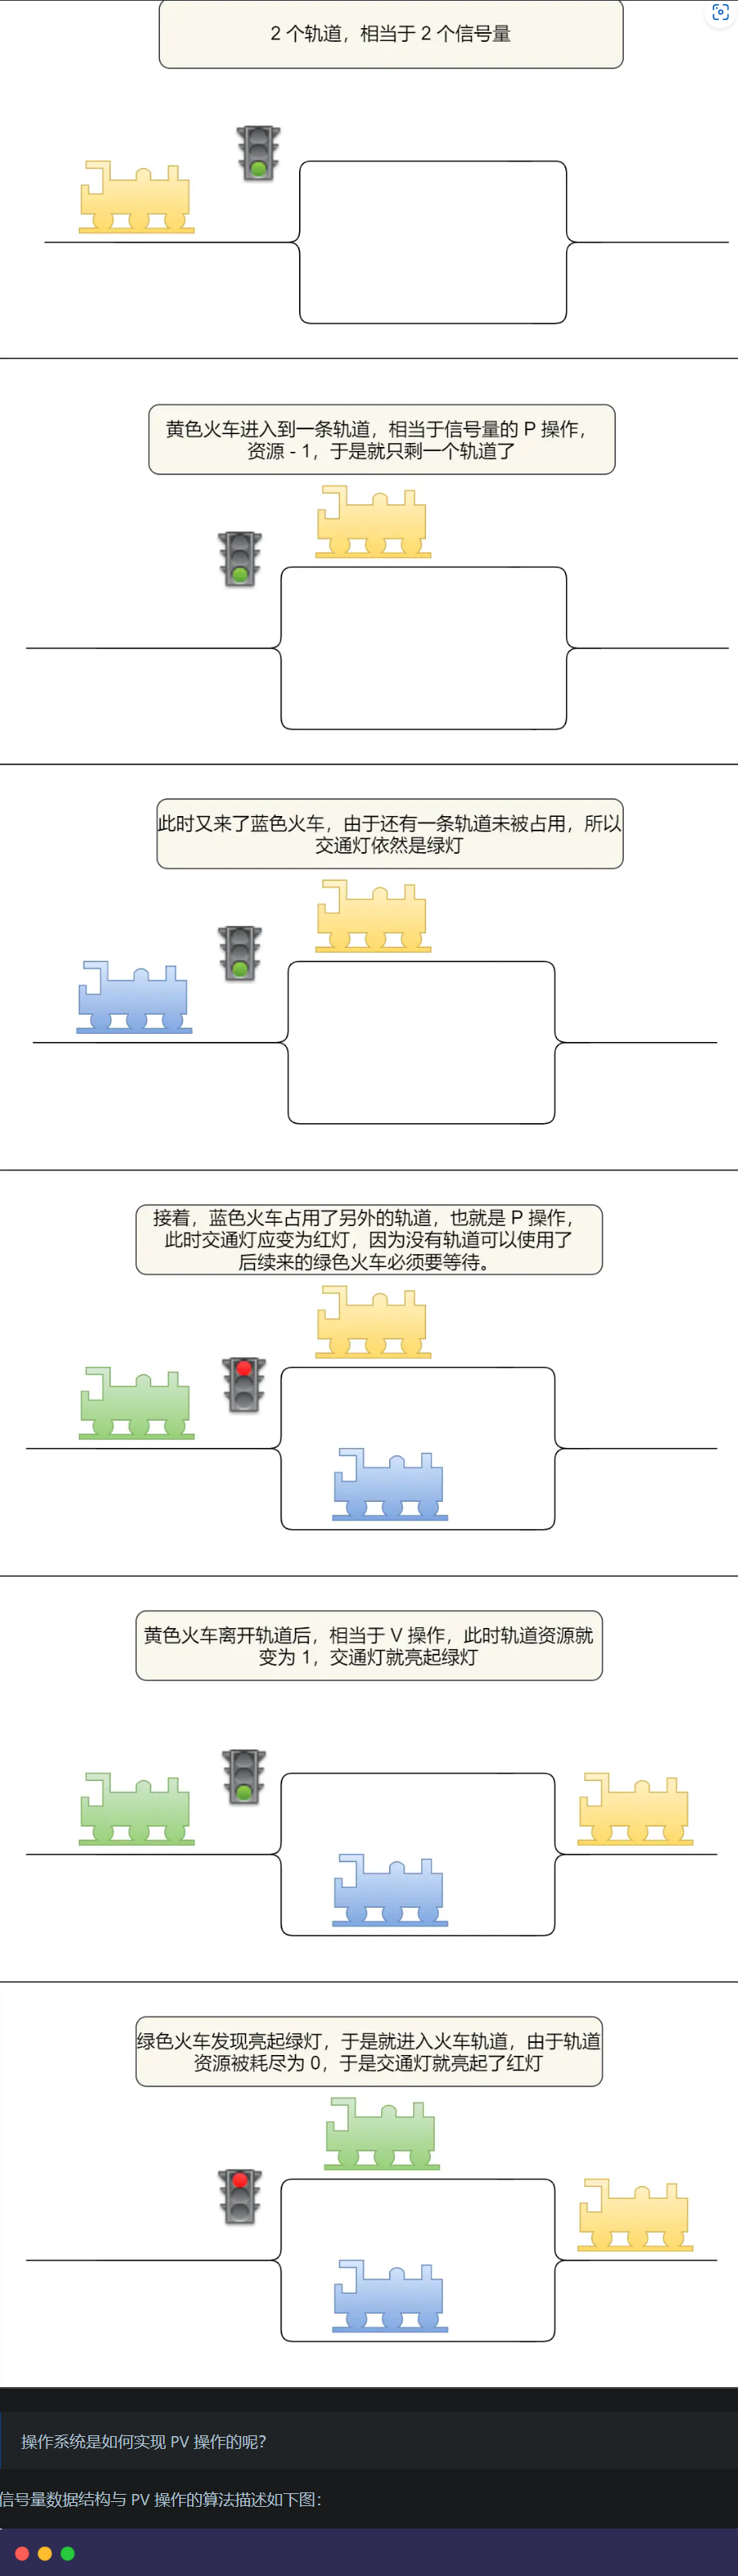 2 个轨道，相当于 2 个信号量
黄色火车进入到一条轨道，相当于信号量的 P 操作，
资源 - 1，于是就只剩一个轨道了
此时又来了蓝色火车，由于还有一条轨道未被占用，所以
交通灯依然是绿灯
接着，蓝色火车占用了另外的轨道，也就是 P 操作，
此时交通灯应变为红灯，因为没有轨道可以使用了
后续来的绿色火车必须要等待。
黄色火车离开轨道后，相当于 V 操作，此时轨道资源就
变为 1，交通灯就亮起绿灯
绿色火车发现亮起绿灯，于是就进入火车轨道，由于轨道
资源被耗尽为 0，于是交通灯就亮起了红灯
操作系统是如何实现 PV 操作的呢？
信号量数据结构与 PV 操作的算法描述如下图：